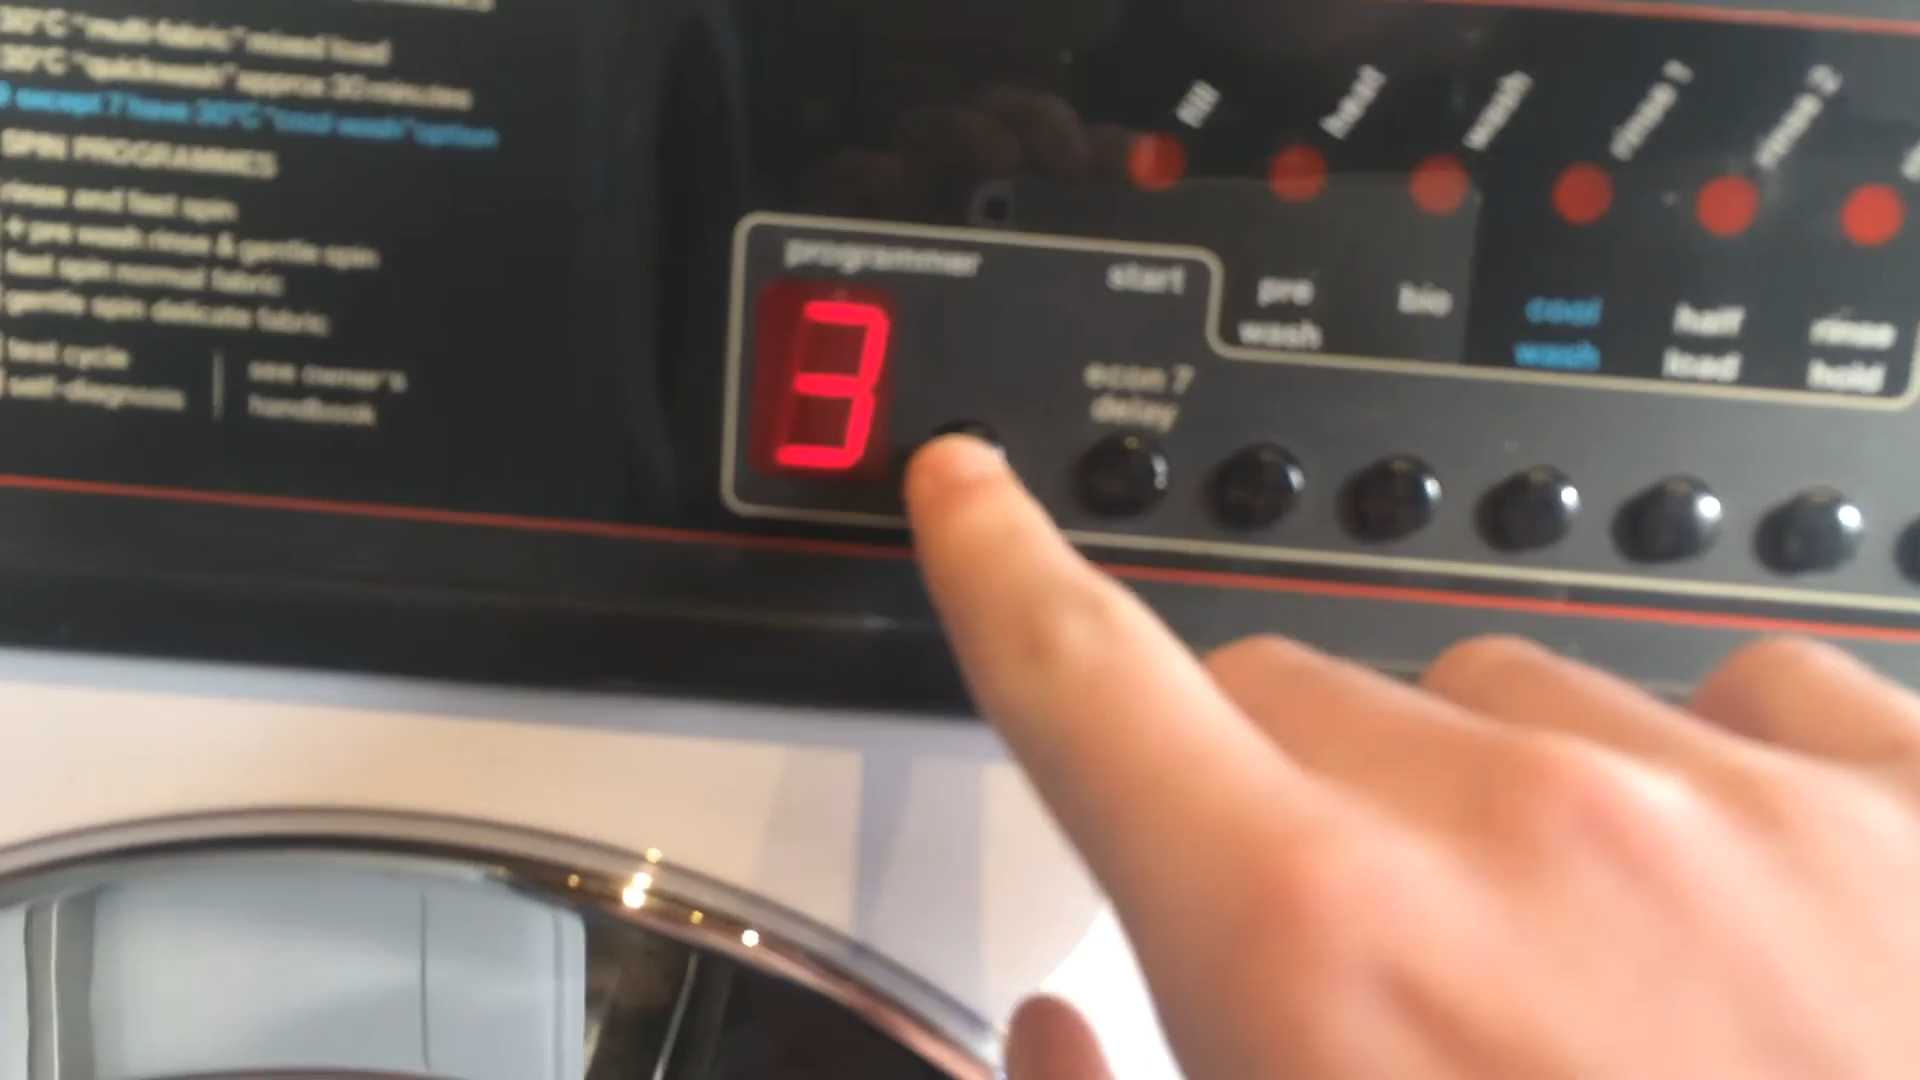 30°C "multi-fabric" mixed load
30°C "quickwash" approx 30 minutes
except 7 have 30°C "cool wash" option
SPIN PROGRAMMES
rinse and fast spin
+ pre wash rinse & gentle spin
fast spin normal fabric
gentle spin delicate fabric
test cycle
self-diagnosis
see owner's
handbook
fill
heat
wash
rinse 1
rinse 2
programmer
start
3
econ 7
delay
pre
wash
bio
cool
wash
half
load
rinse
hold